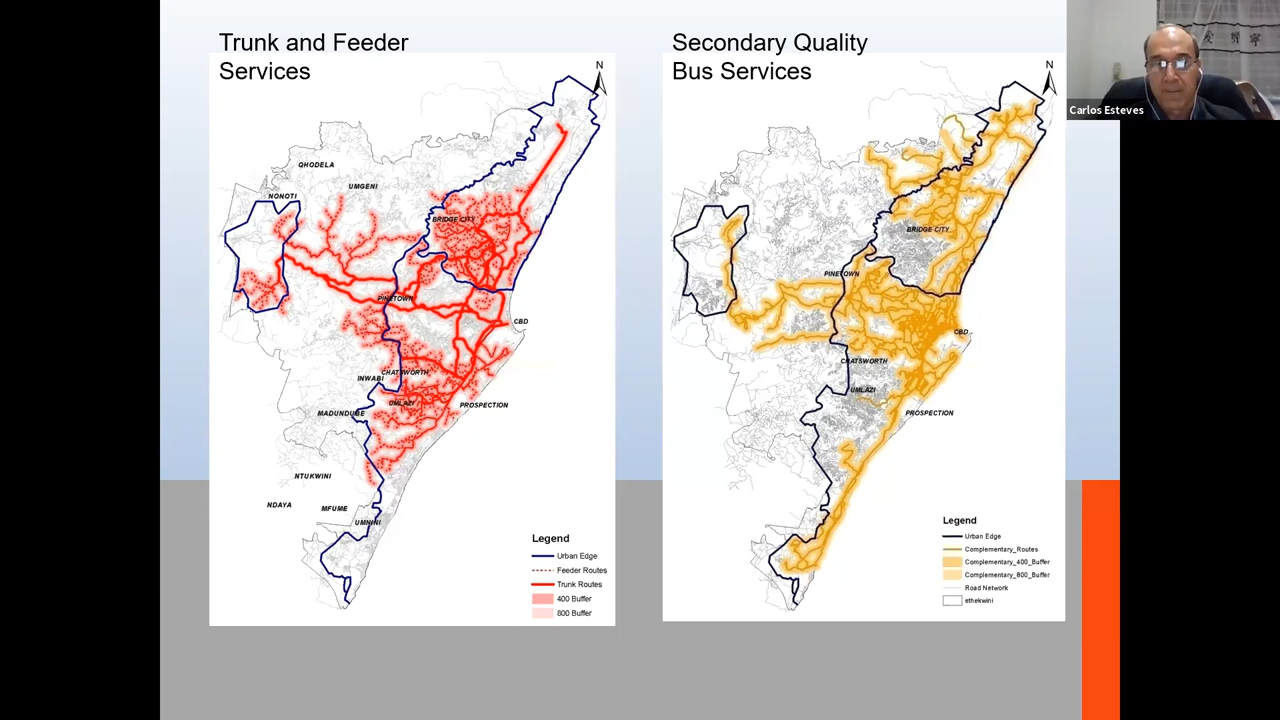 Trunk and Feeder
Services
N
QHODELA
UMGENI
NONOTI
BRIDGE CITY
PINETOWN
CBD
CHATSWORTH
INWABI
UMLAZI
PROSPECTION
MADUNDUBE
NTUKWINI
NDAYA
MFUME
UMNINI
Legend
Urban Edge
Feeder Routes
Trunk Routes
400 Buffer
800 Buffer
Secondary Quality
Bus Services
N
BRIDGE CITY
PINETOWN
CBD
CHATSWORTH
UMLAZI
PROSPECTION
Legend
Urban Edge
Complementary_Routes
Complementary_400_Buffer
Complementary_800_Buffer
Road Network
ethekwini
Carlos Esteves